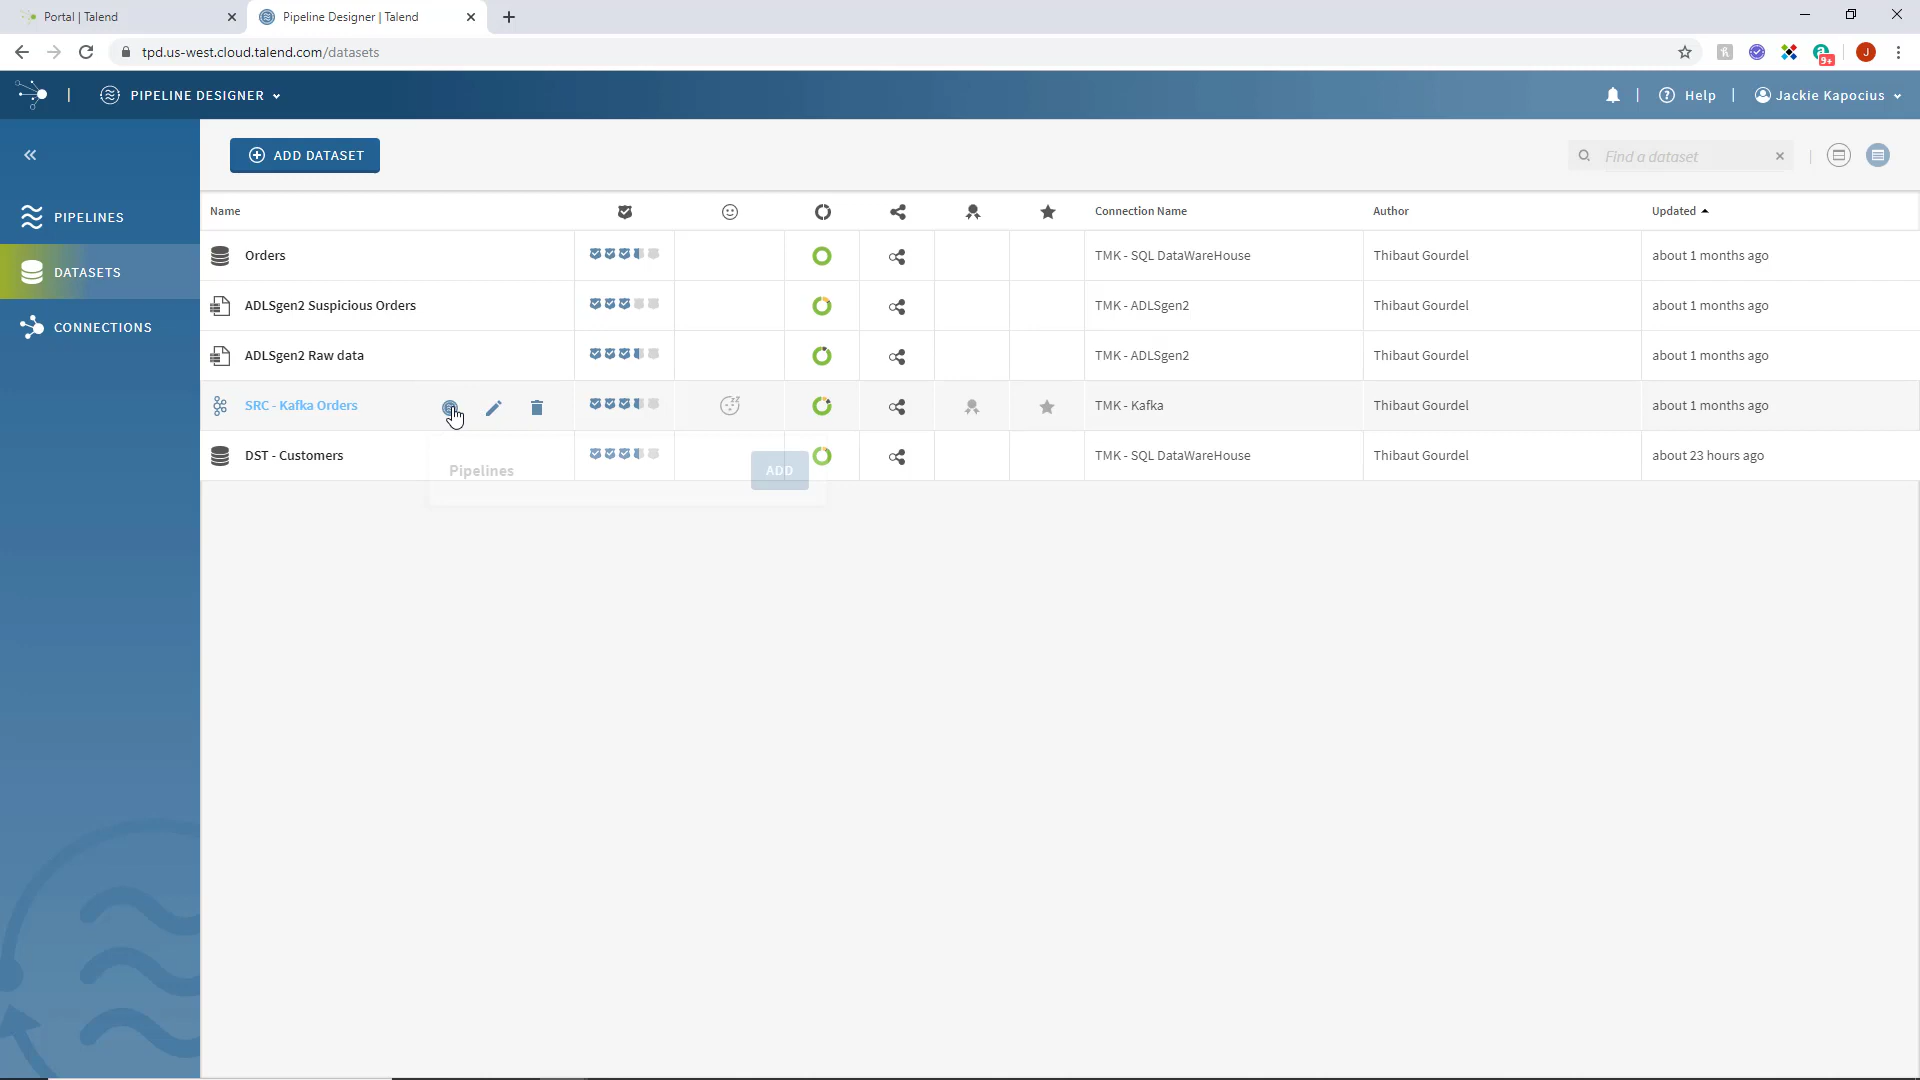 Portal | Talend
Pipeline Designer | Talend
tpd.us-west.cloud.talend.com/datasets
9+
J
| PIPELINE DESIGNER
| Help | Jackie Kapocius
ADD DATASET
Find a dataset
PIPELINES
DATASETS
CONNECTIONS
Name Connection Name Author Updated
Orders TMK - SQL DataWareHouse Thibaut Gourdel about 1 months ago
ADLSgen2 Suspicious Orders TMK - ADLSgen2 Thibaut Gourdel about 1 months ago
ADLSgen2 Raw data TMK - ADLSgen2 Thibaut Gourdel about 1 months ago
SRC - Kafka Orders TMK - Kafka Thibaut Gourdel about 1 months ago
DST - Customers TMK - SQL DataWareHouse Thibaut Gourdel about 23 hours ago
Pipelines ADD